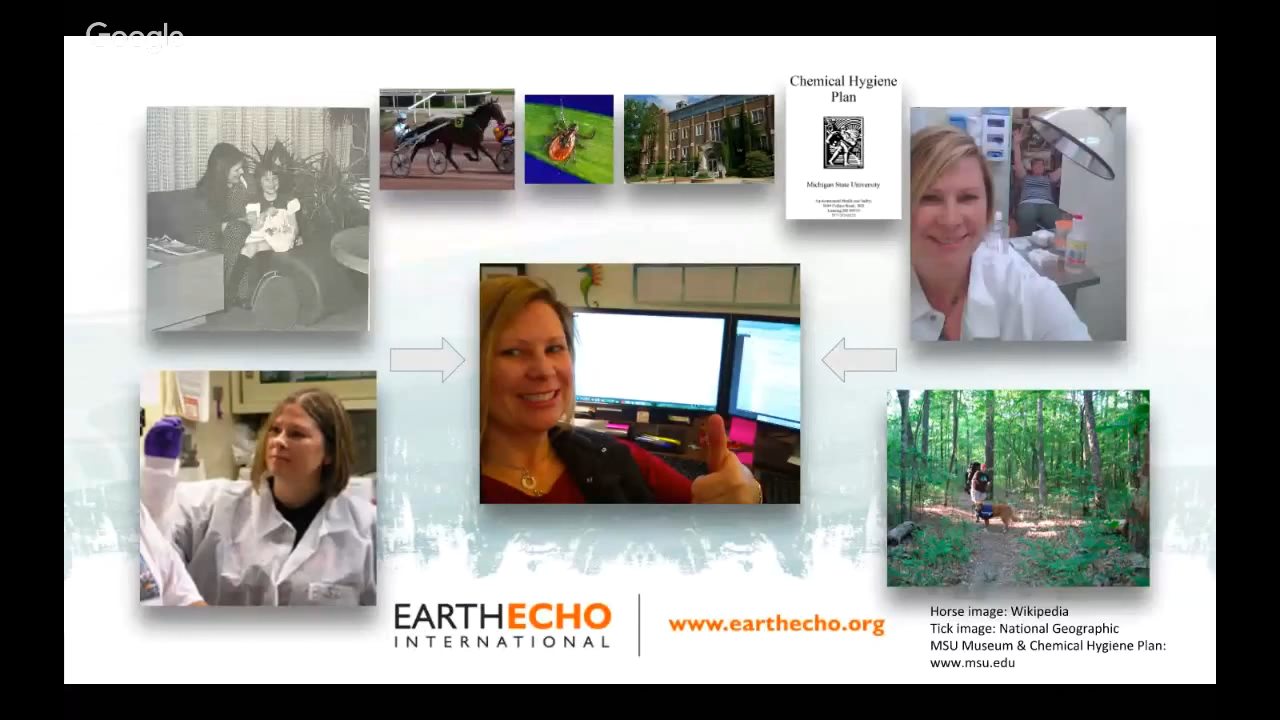 Google
Chemical Hygiene
Plan
Michigan State University
EARTHECHO
INTERNATIONAL
www.earthecho.org
Horse image: Wikipedia
Tick image: National Geographic
MSU Museum & Chemical Hygiene Plan:
www.msu.edu